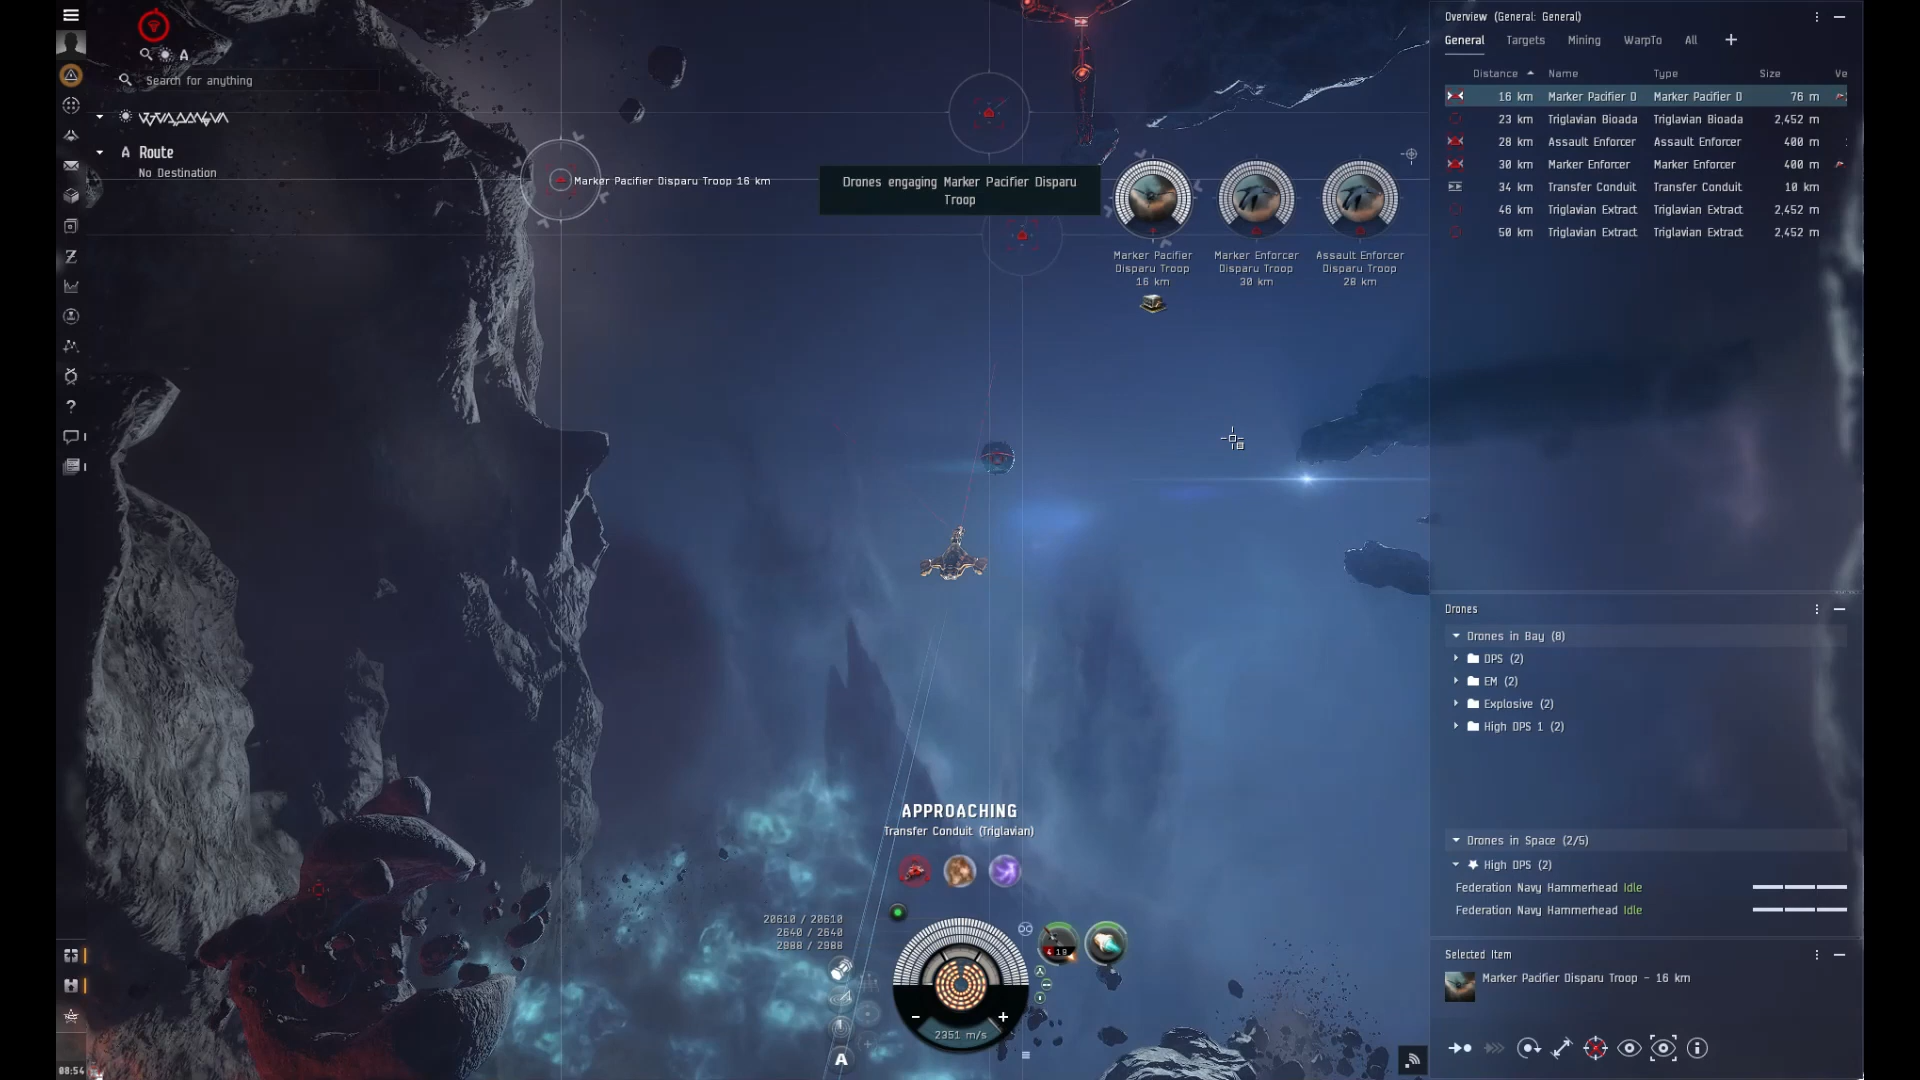 Search for anything
Route
No Destination
08:54
Marker Pacifier Disparu Troop 16 km
Drones engaging Marker Pacifier Disparu
Troop
Marker Pacifier
Disparu Troop
16 km
Marker Enforcer
Disparu Troop
30 km
Assault Enforcer
Disparu Troop
28 km
APPROACHING
Transfer Conduit (Triglavian)
20610 / 20610
2640 / 2640
2988 / 2988
2351 m/s
A
Overview (General: General)
General Targets Mining WarpTo All +
Distance Name Type Size Ve
16 km Marker Pacifier D Marker Pacifier D 76 m
23 km Triglavian Bioada Triglavian Bioada 2,452 m
28 km Assault Enforcer Assault Enforcer 400 m
30 km Marker Enforcer Marker Enforcer 400 m
34 km Transfer Conduit Transfer Conduit 10 km
46 km Triglavian Extract Triglavian Extract 2,452 m
50 km Triglavian Extract Triglavian Extract 2,452 m
Drones
Drones in Bay (8)
DPS (2)
EM (2)
Explosive (2)
High DPS 1 (2)
Drones in Space (2/5)
High DPS (2)
Federation Navy Hammerhead Idle
Federation Navy Hammerhead Idle
Selected Item
Marker Pacifier Disparu Troop - 16 km